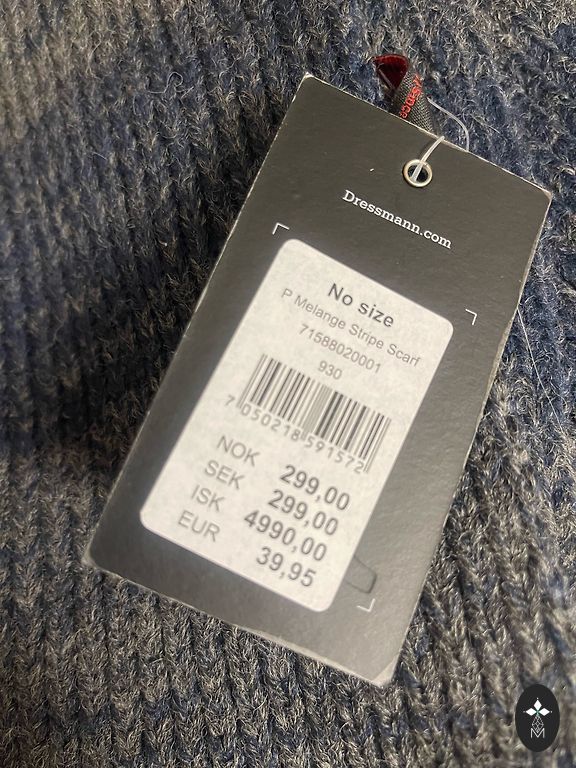 Dressmann.com
No size
P Melange Stripe Scarf
71588020001
930
7 050218 591572
NOK 299,00
SEK 299,00
ISK 4990,00
EUR 39,95